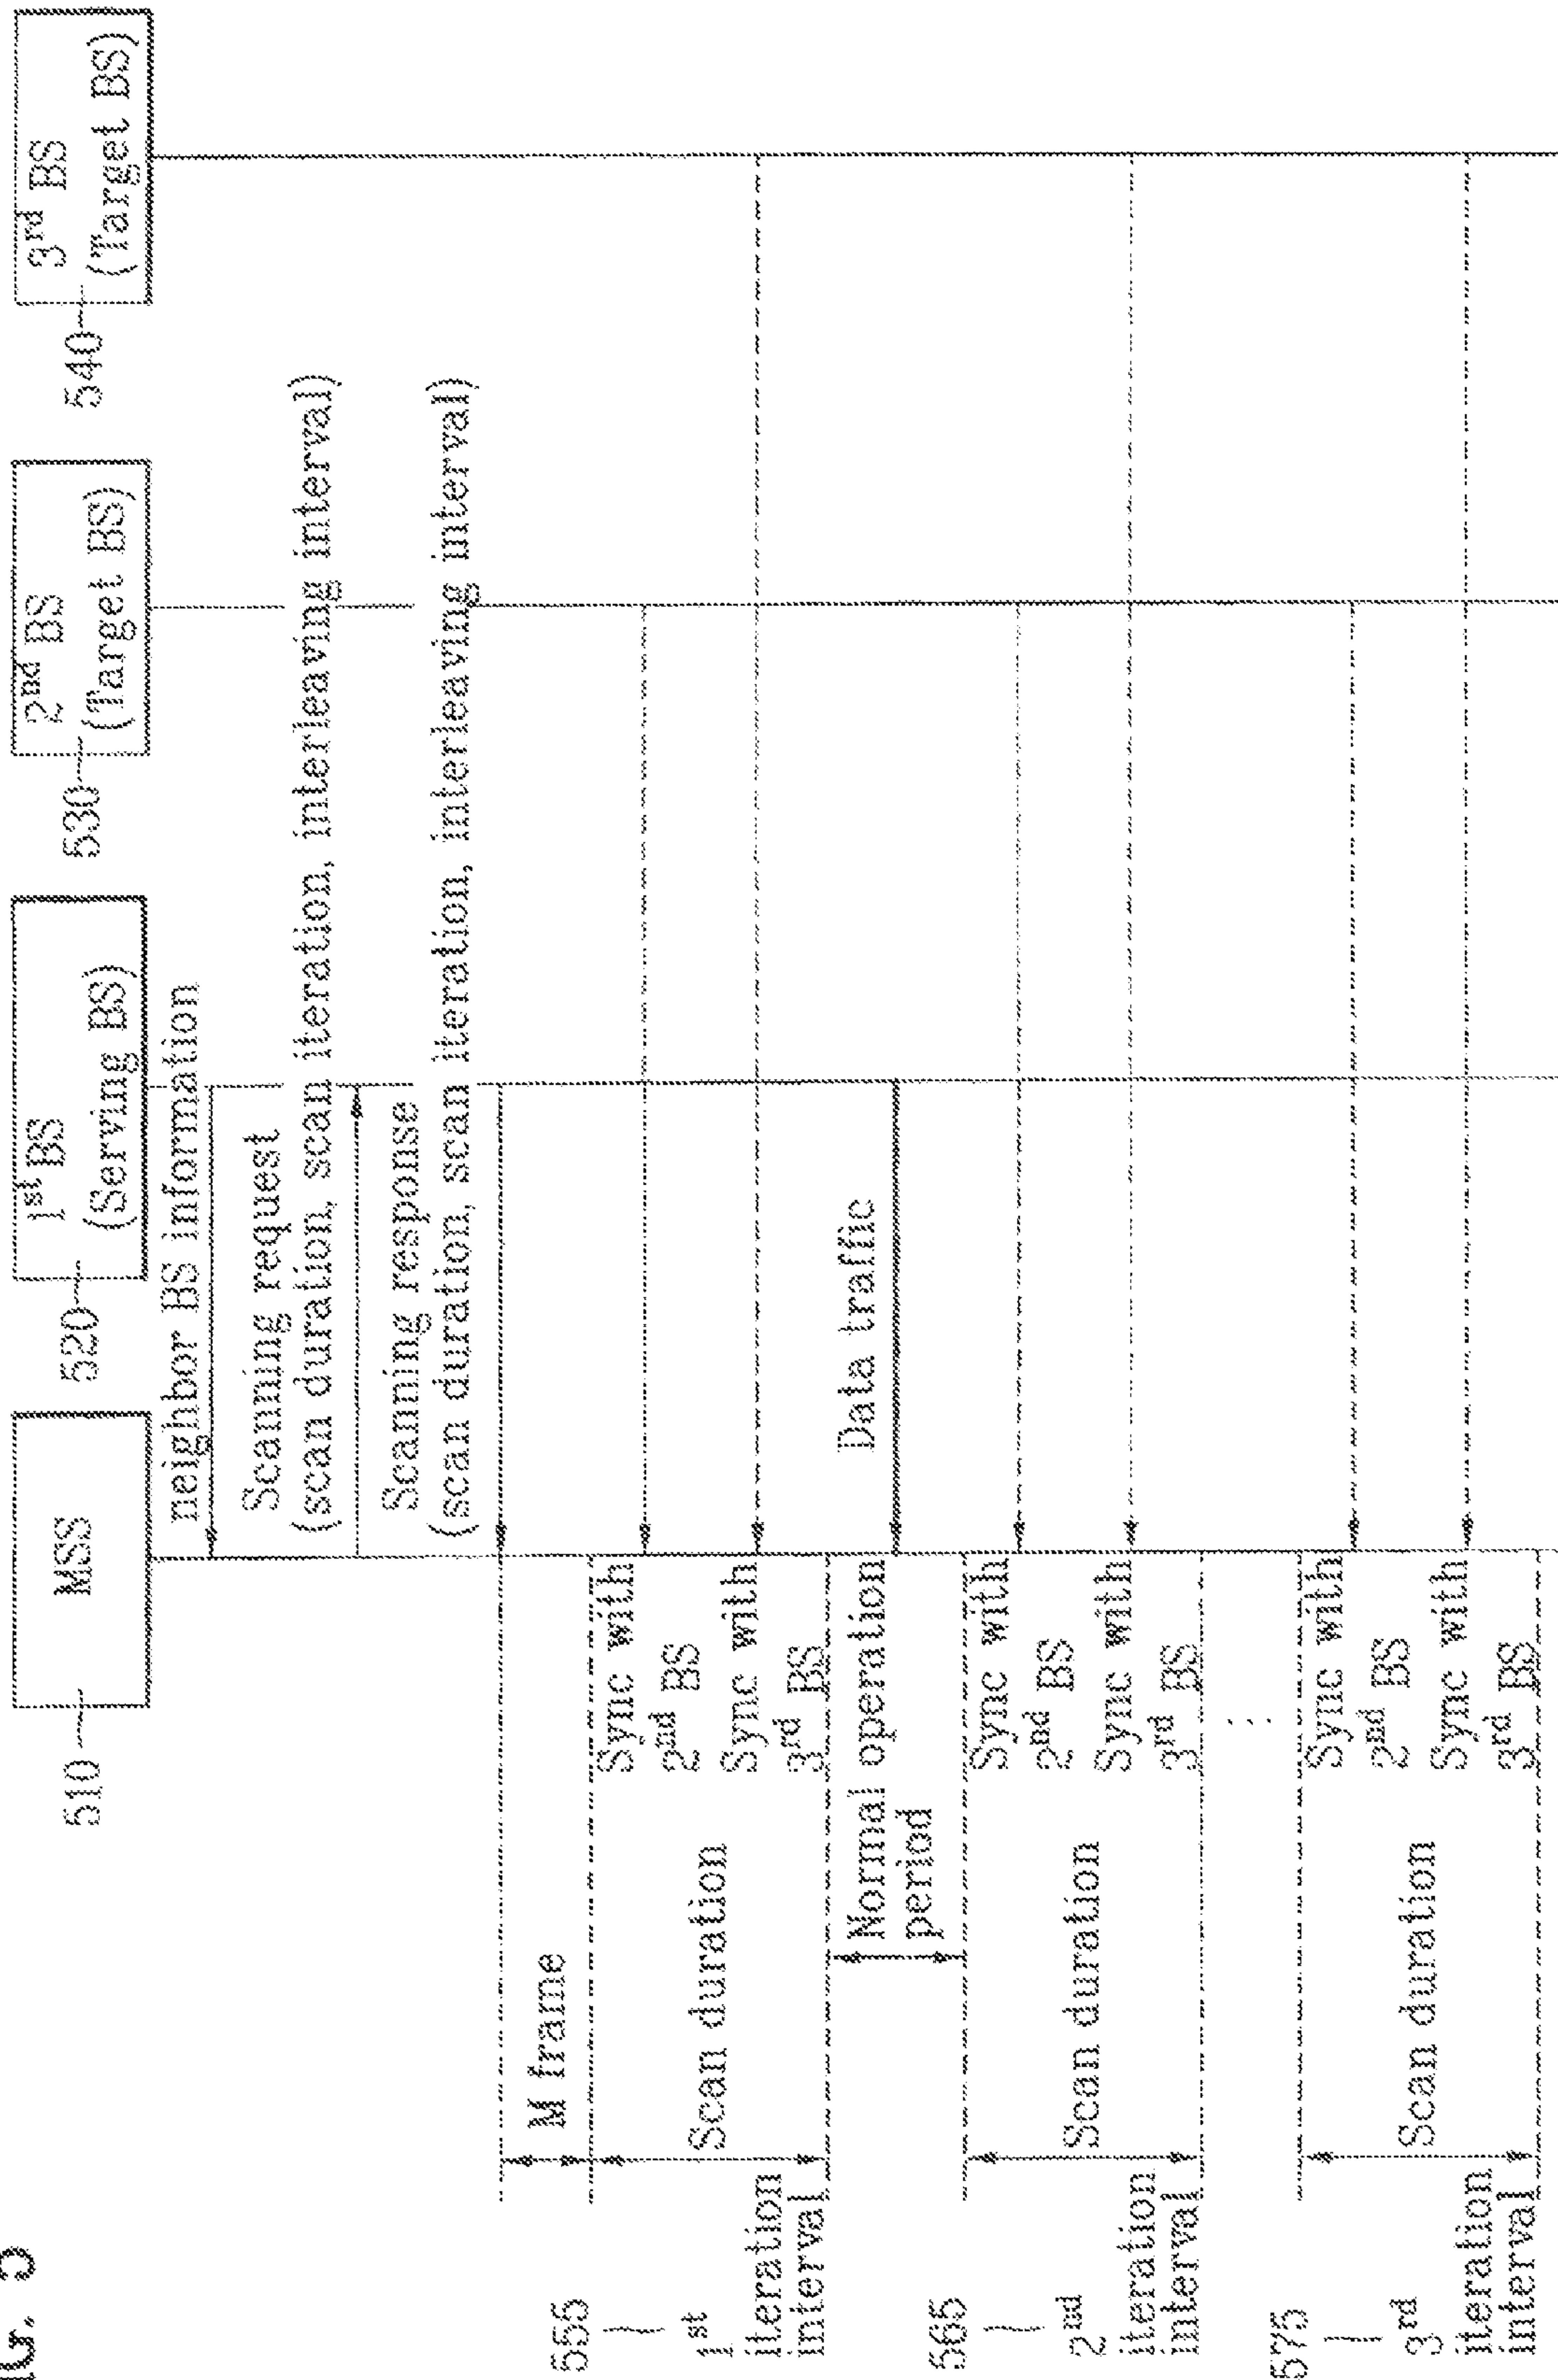 FIG. 5
MSS
510
1st BS
(Serving BS)
520
2nd BS
(Target BS)
530
3rd BS
(Target BS)
540
neighbor BS information
Scanning request
(scan duration, scan iteration, interleaving interval)
Scanning response
(scan duration, scan iteration, interleaving interval)
M frame
555
1st
iteration
interval
Scan duration
Sync with
2nd BS
Sync with
3rd BS
Normal operation
period
Data traffic
565
2nd
iteration
interval
Scan duration
Sync with
2nd BS
Sync with
3rd BS
...
575
3rd
iteration
interval
Scan duration
Sync with
2nd BS
Sync with
3rd BS